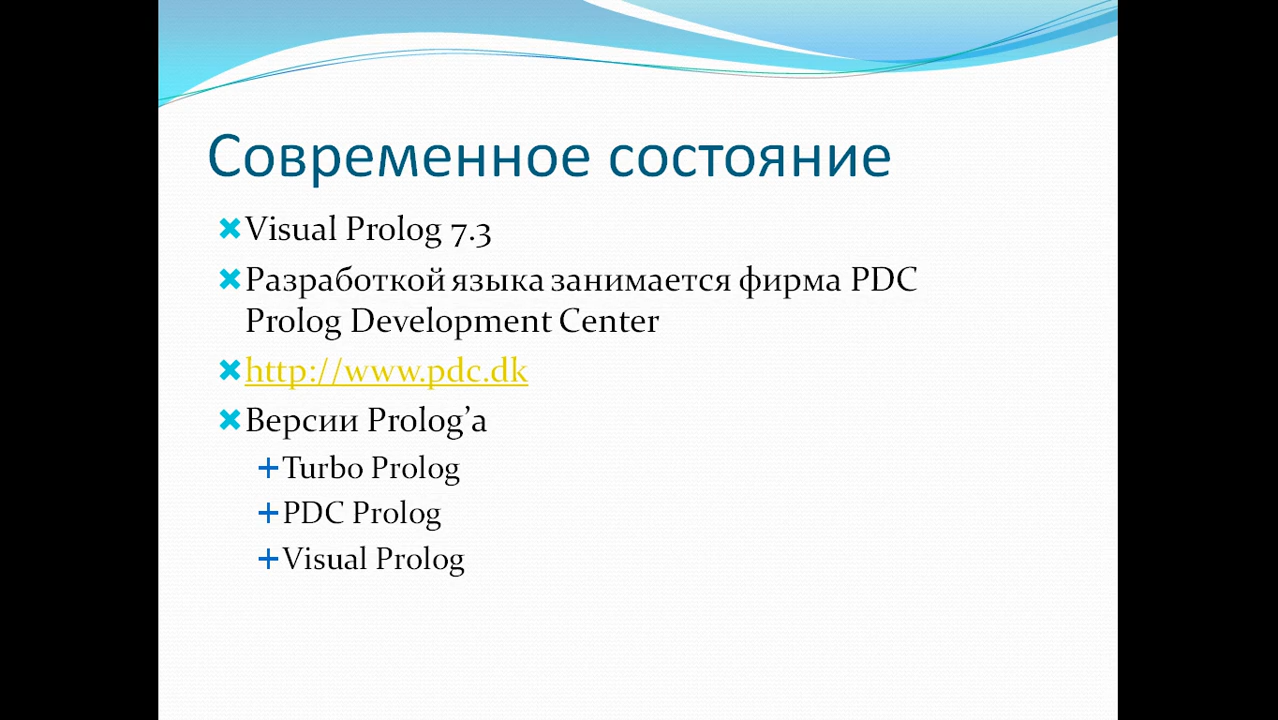 Современное состояние
Visual Prolog 7.3
Разработкой языка занимается фирма PDC
Prolog Development Center
http://www.pdc.dk
Версии Prolog’а
Turbo Prolog
PDC Prolog
Visual Prolog